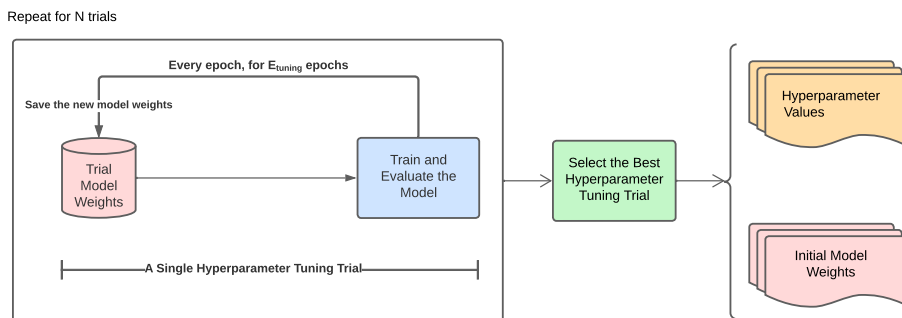 Repeat for N trials
Every epoch, for Etuning epochs
Save the new model weights
Trial
Model
Weights
Train and
Evaluate the
Model
A Single Hyperparameter Tuning Trial
Select the Best
Hyperparameter
Tuning Trial
Hyperparameter
Values
Initial Model
Weights